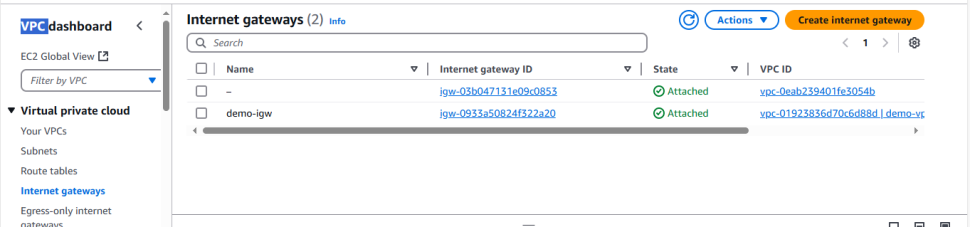 VPC dashboard
EC2 Global View
Filter by VPC
Virtual private cloud
Your VPCs
Subnets
Route tables
Internet gateways
Egress-only internet
gateways
Internet gateways (2) Info
Actions
Create internet gateway
Search
1
Name Internet gateway ID State VPC ID
– igw-03b047131e09c0853 Attached vpc-0eab239401fe3054b
demo-igw igw-0933a50824f322a20 Attached vpc-01923836d70c6d88d | demo-vp